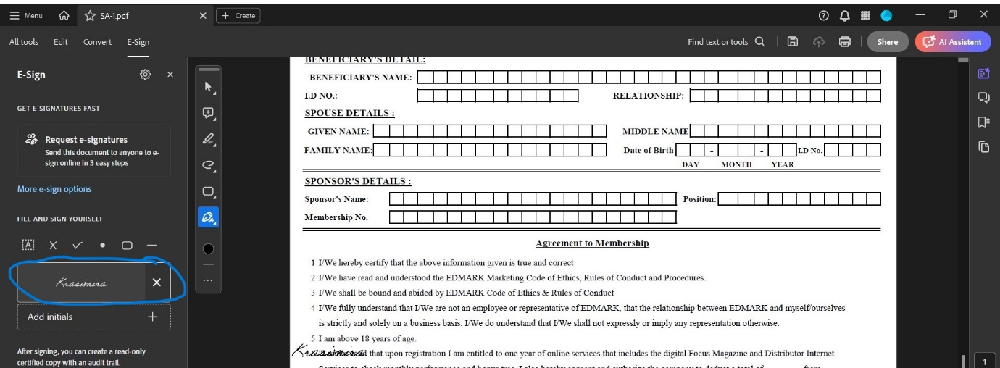 Menu SA-1.pdf + Create
All tools Edit Convert E-Sign Find text or tools Share AI Assistant
E-Sign
GET E-SIGNATURES FAST
Request e-signatures
Send this document to anyone to e-
sign online in 3 easy steps
More e-sign options
FILL AND SIGN YOURSELF
A
Krasimira
Add initials
After signing, you can create a read-only
certified copy with an audit trail.
BENEFICIARY'S DETAIL:
BENEFICIARY'S NAME:
I.D NO.: RELATIONSHIP:
SPOUSE DETAILS :
GIVEN NAME: MIDDLE NAME
FAMILY NAME: Date of Birth - - I.D No.
DAY MONTH YEAR
SPONSOR'S DETAILS :
Sponsor's Name: Position:
Membership No.
Agreement to Membership
1 I/We hereby certify that the above information given is true and correct
2 I/We have read and understood the EDMARK Marketing Code of Ethics, Rules of Conduct and Procedures.
3 I/We shall be bound and abided by EDMARK Code of Ethics & Rules of Conduct
4 I/We fully understand that I/We are not an employee or representative of EDMARK, that the relationship between EDMARK and myself/ourselves
is strictly and solely on a business basis. I/We do understand that I/We shall not expressly or imply any representation otherwise.
5 I am above 18 years of age.
Krasimira that upon registration I am entitled to one year of online services that includes the digital Focus Magazine and Distributor Internet
1